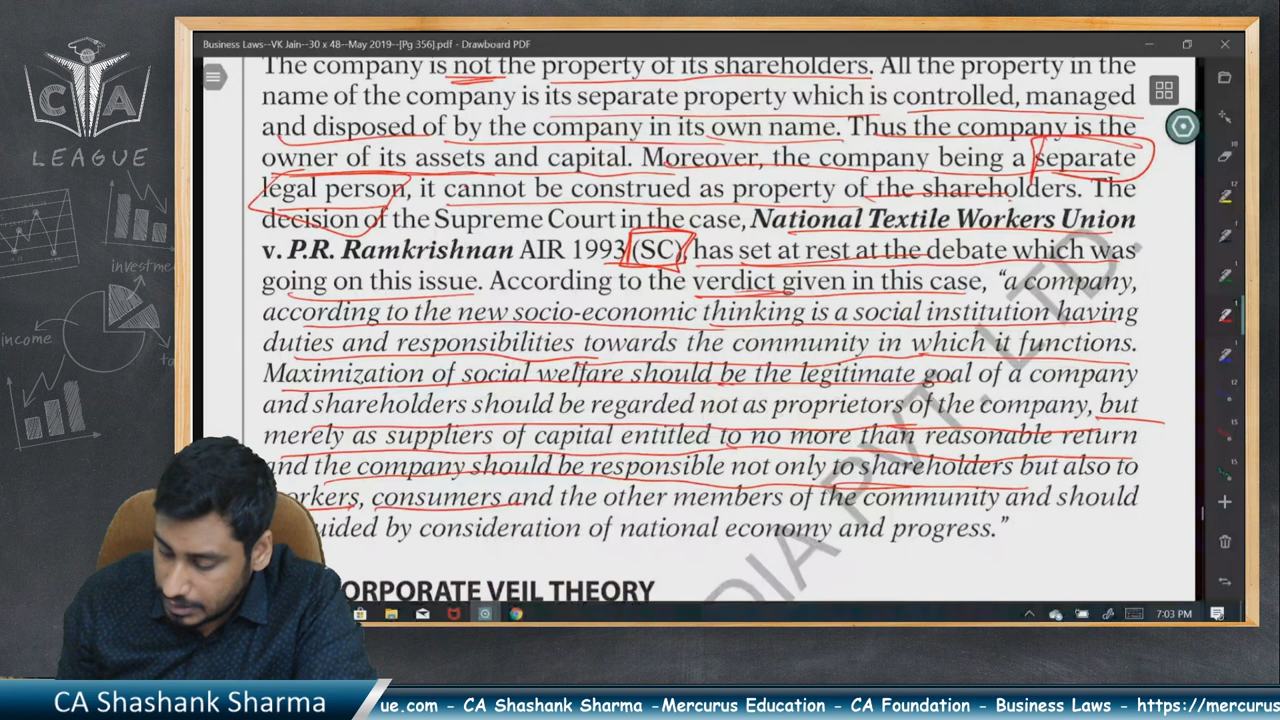 Business Laws--VK Jain--30 x 48--May 2019--[Pg 356].pdf - Drawboard PDF
The company is not the property of its shareholders. All the property in the
name of the company is its separate property which is controlled, managed
and disposed of by the company in its own name. Thus the company is the
owner of its assets and capital. Moreover, the company being a separate
legal person, it cannot be construed as property of the shareholders. The
decision of the Supreme Court in the case, National Textile Workers Union
v. P.R. Ramkrishnan AIR 1993 (SC), has set at rest at the debate which was
going on this issue. According to the verdict given in this case, “a company,
according to the new socio-economic thinking is a social institution having
duties and responsibilities towards the community in which it functions.
Maximization of social welfare should be the legitimate goal of a company
and shareholders should be regarded not as proprietors of the company, but
merely as suppliers of capital entitled to no more than reasonable return
and the company should be responsible not only to shareholders but also to
orkers, consumers and the other members of the community and should
uided by consideration of national economy and progress.”
ORPORATE VEIL THEORY
DIA PVT. LTD.
CA
LEAGUE
investme
income
to
7:03 PM
CA Shashank Sharma
ue.com - CA Shashank Sharma -Mercurus Education - CA Foundation - Business Laws - https://mercurus